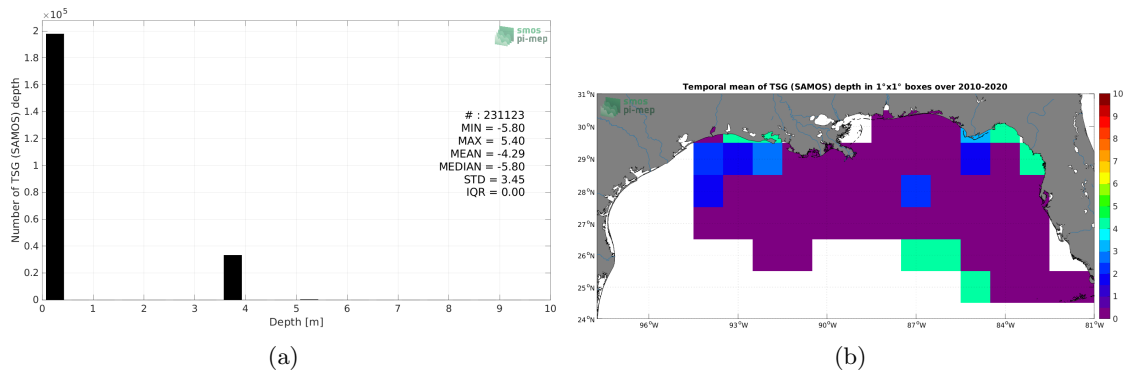 ×10⁵
smos
pi-mep
2
1.8
1.6
1.4
1.2
1
0.8
0.6
0.4
0.2
0
Number of TSG (SAMOS) depth
# : 231123
MIN = -5.80
MAX = 5.40
MEAN = -4.29
MEDIAN = -5.80
STD = 3.45
IQR = 0.00
0 1 2 3 4 5 6 7 8 9 10
Depth [m]
(a)
Temporal mean of TSG (SAMOS) depth in 1°x1° boxes over 2010-2020
smos
pi-mep
31°N
30°N
29°N
28°N
27°N
26°N
25°N
24°N
96°W 93°W 90°W 87°W 84°W 81°W
10
9
8
7
6
5
4
3
2
1
0
(b)